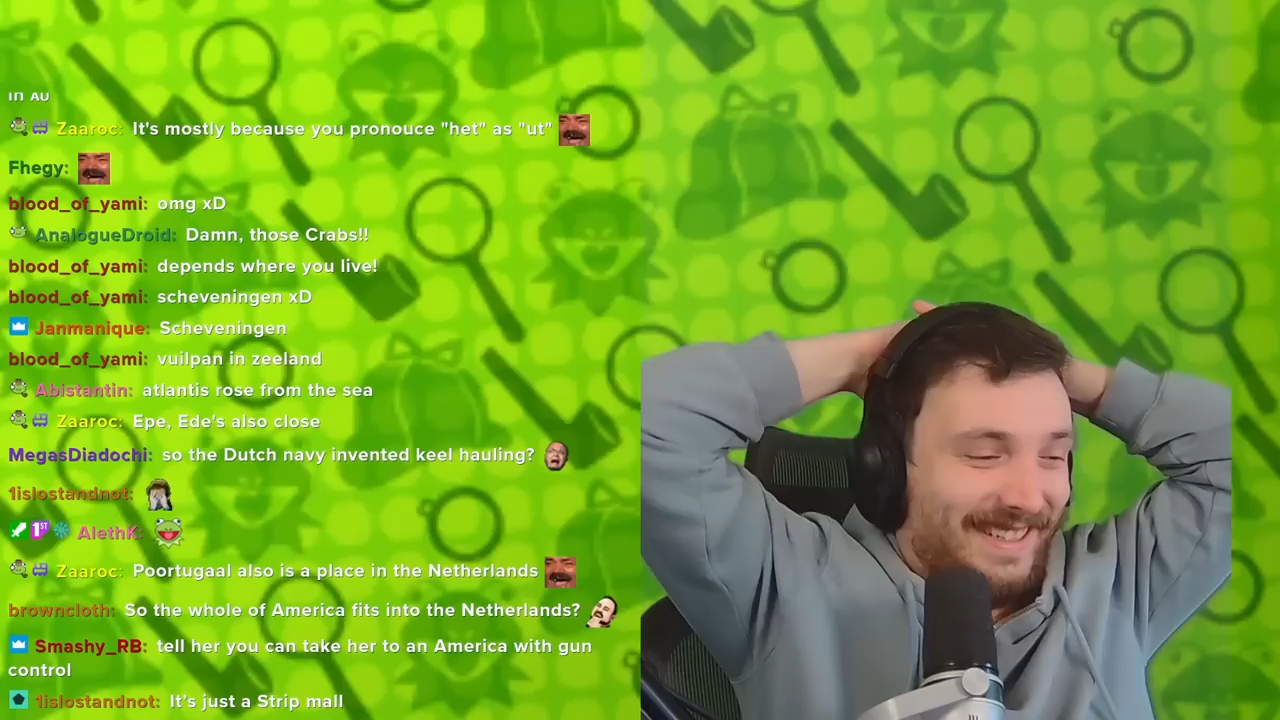 in AU
Zaaroc: It's mostly because you pronouce "het" as "ut"
Fhegy:
blood_of_yami: omg xD
AnalogueDroid: Damn, those Crabs!!
blood_of_yami: depends where you live!
blood_of_yami: scheveningen xD
Janmanique: Scheveningen
blood_of_yami: vuilpan in zeeland
Abistantin: atlantis rose from the sea
Zaaroc: Epe, Ede's also close
MegasDiadochi: so the Dutch navy invented keel hauling?
1islostandnot:
1ST AlethK:
Zaaroc: Poortugaal also is a place in the Netherlands
browncloth: So the whole of America fits into the Netherlands?
Smashy_RB: tell her you can take her to an America with gun
control
1islostandnot: It's just a Strip mall